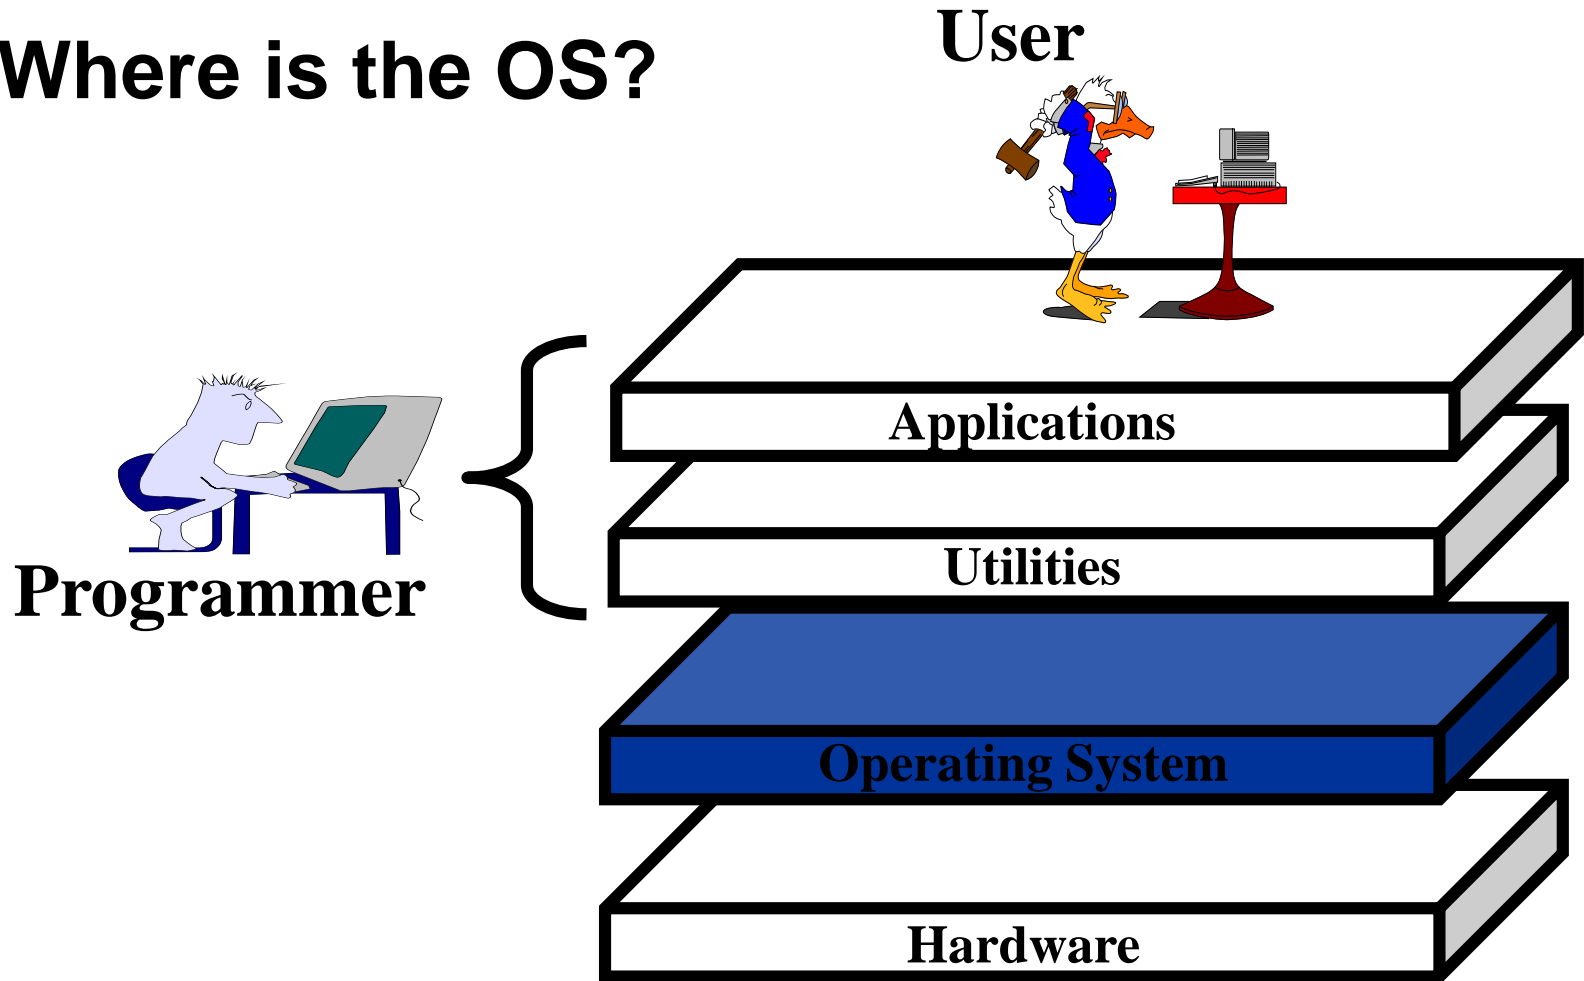 Where is the OS?
User
Applications
Utilities
Programmer
Operating System
Hardware